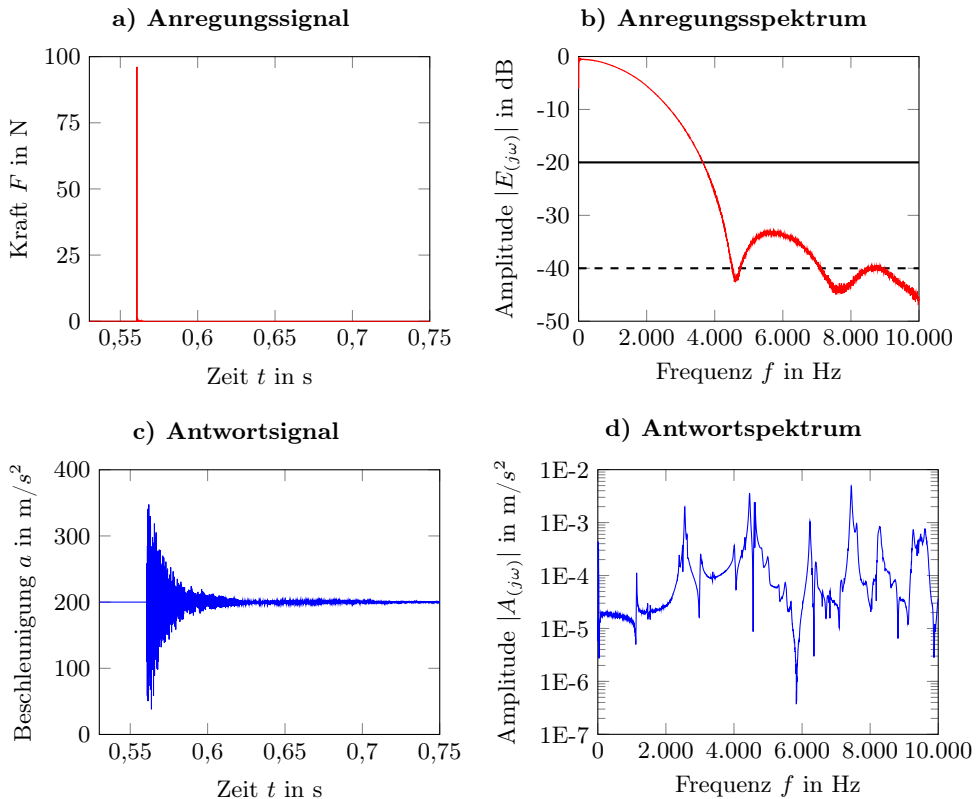 a) Anregungssignal
Kraft F in N
100
75
50
25
0
0,55 0,6 0,65 0,7 0,75
Zeit t in s
b) Anregungsspektrum
Amplitude |E(jω)| in dB
0
-10
-20
-30
-40
-50
0 2.000 4.000 6.000 8.000 10.000
Frequenz f in Hz
c) Antwortsignal
Beschleunigung a in m/s²
400
300
200
100
0
0,55 0,6 0,65 0,7 0,75
Zeit t in s
d) Antwortspektrum
Amplitude |A(jω)| in m/s²
1E-2
1E-3
1E-4
1E-5
1E-6
1E-7
0 2.000 4.000 6.000 8.000 10.000
Frequenz f in Hz